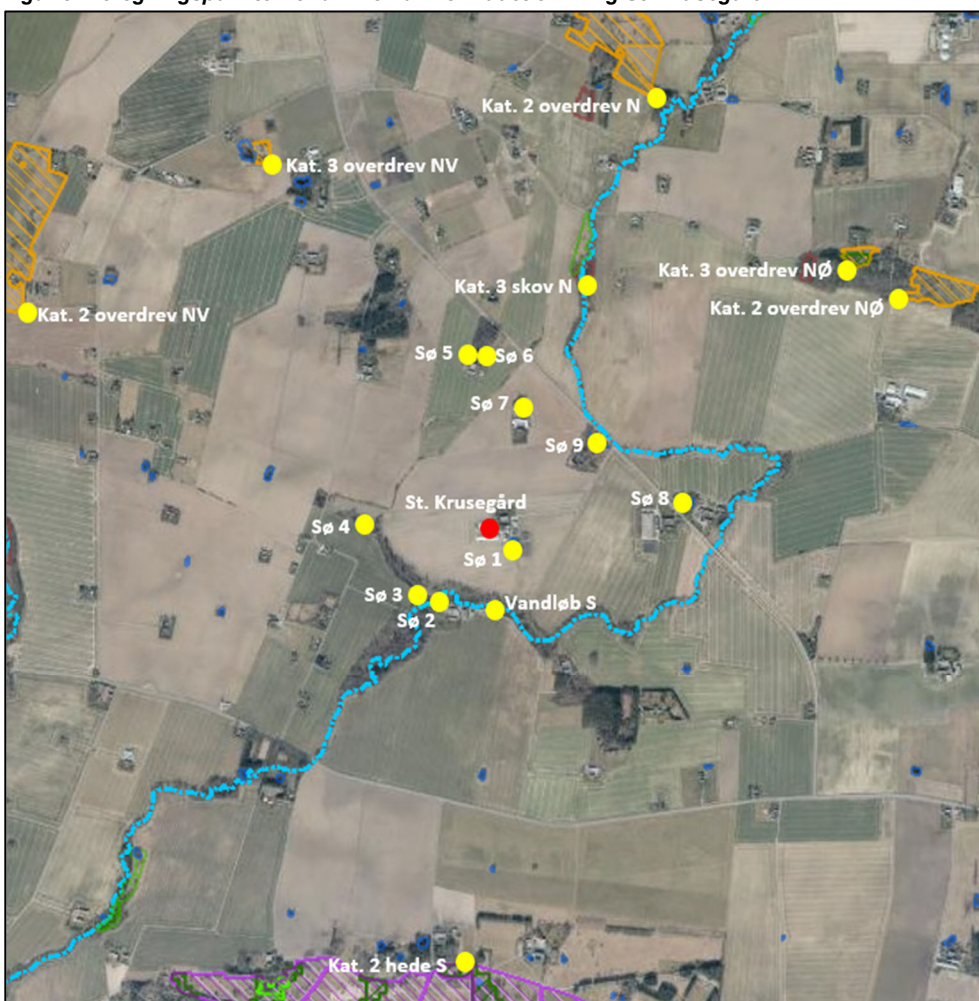 Kat. 2 overdrev N
Kat. 3 overdrev NV
Kat. 3 overdrev NØ
Kat. 3 skov N
Kat. 2 overdrev NØ
Kat. 2 overdrev NV
Sø 5
Sø 6
Sø 7
Sø 9
Sø 8
St. Krusegård
Sø 4
Sø 1
Sø 3
Vandløb S
Sø 2
Kat. 2 hede S